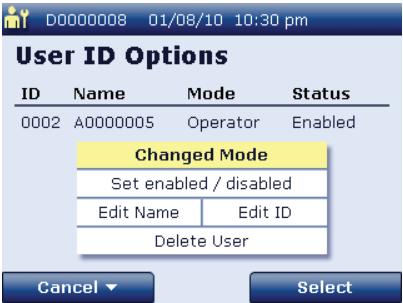 D0000008 01/08/10 10:30 pm
User ID Options
ID Name Mode Status
0002 A0000005 Operator Enabled
Changed Mode
Set enabled / disabled
Edit Name Edit ID
Delete User
Cancel Select